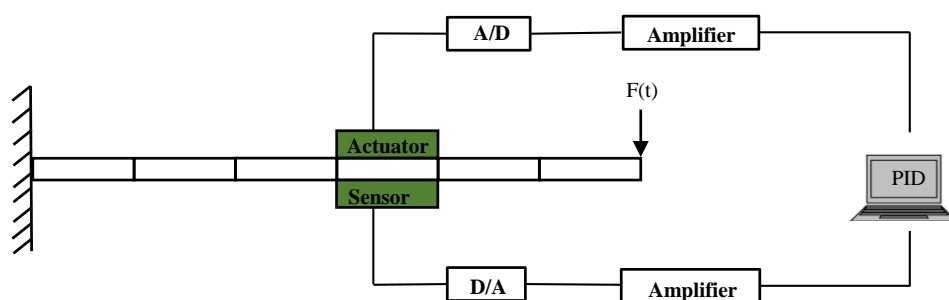 A/D
Amplifier
F(t)
Actuator
Sensor
PID
D/A
Amplifier